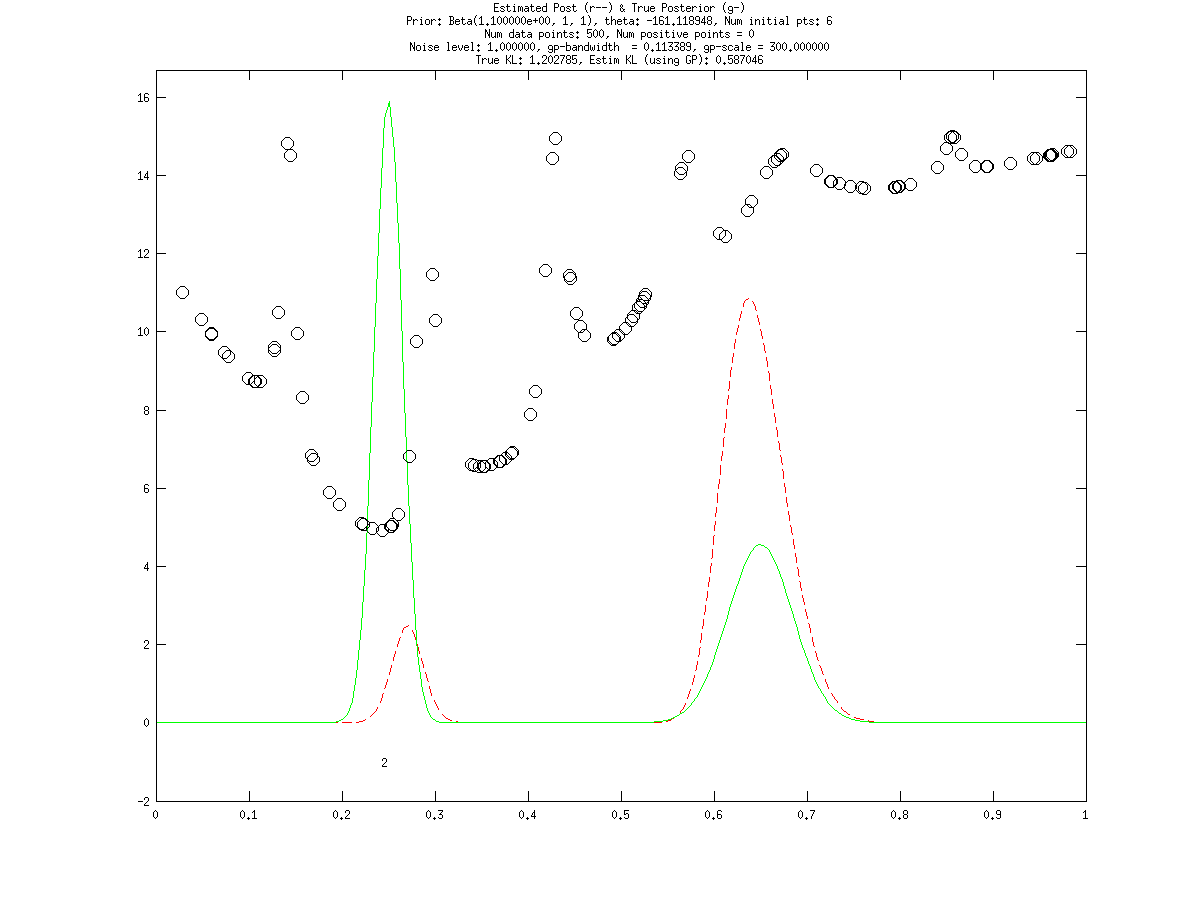 Estimated Post (r--) & True Posterior (g-)
Prior: Beta(1.100000e+00, 1, 1), theta: -161.118948, Num initial pts: 6
Num data points: 500, Num positive points = 0
Noise level: 1.000000, gp-bandwidth  = 0.113389, gp-scale = 300.000000
True KL: 1.202785, Estim KL (using GP): 0.587046
16
14
12
10
8
6
4
2
0
2
-2
0 0.1 0.2 0.3 0.4 0.5 0.6 0.7 0.8 0.9 1